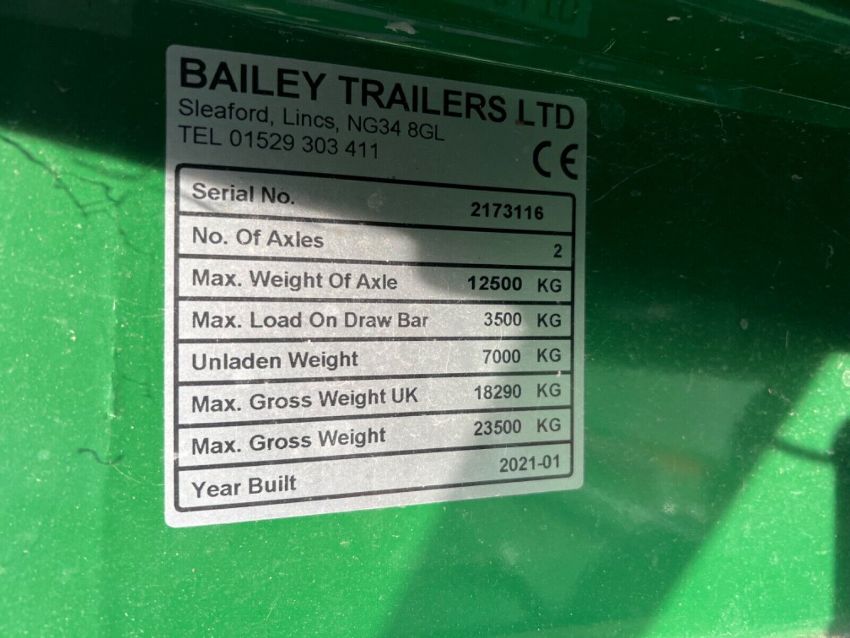 BAILEY TRAILERS LTD
Sleaford, Lincs, NG34 8GL
TEL 01529 303 411
CE
Serial No. 2173116
No. Of Axles 2
Max. Weight Of Axle 12500 KG
Max. Load On Draw Bar 3500 KG
Unladen Weight 7000 KG
Max. Gross Weight UK 18290 KG
Max. Gross Weight 23500 KG
Year Built 2021-01